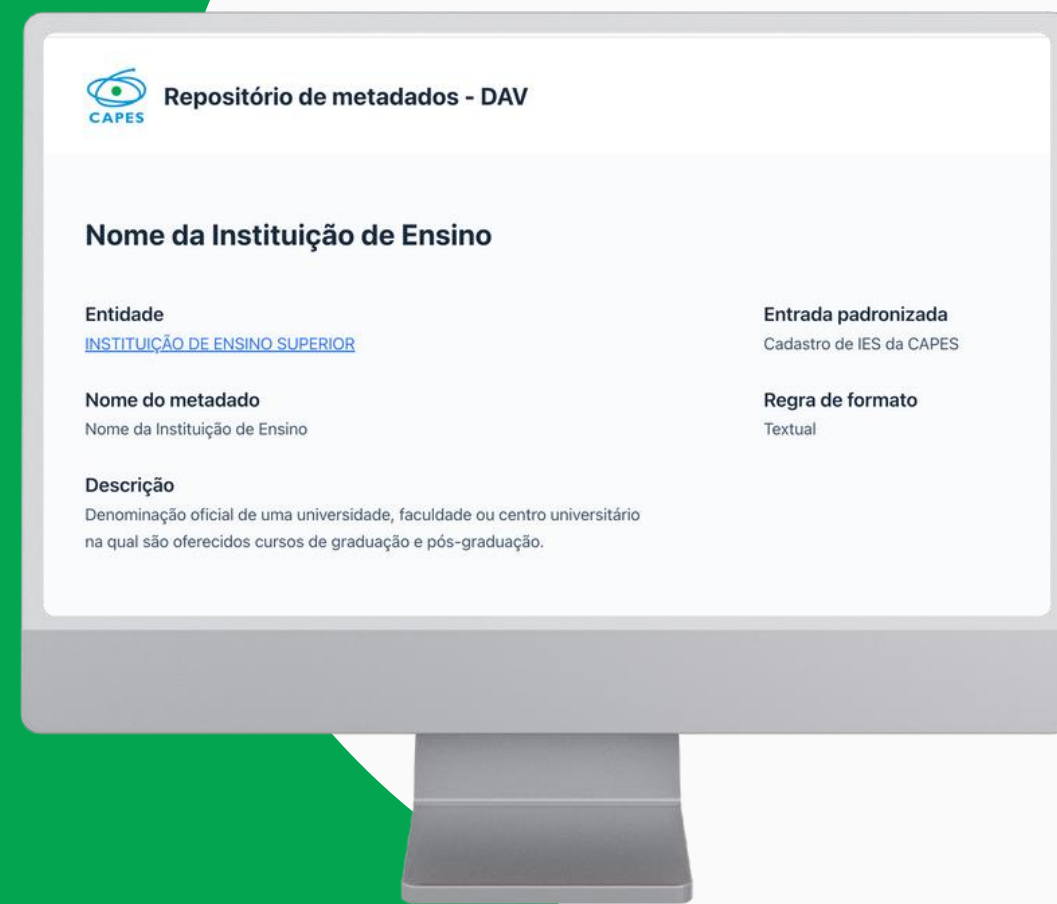 CAPES
Repositório de metadados - DAV
Nome da Instituição de Ensino
Entidade
INSTITUIÇÃO DE ENSINO SUPERIOR
Nome do metadado
Nome da Instituição de Ensino
Descrição
Denominação oficial de uma universidade, faculdade ou centro universitário
na qual são oferecidos cursos de graduação e pós-graduação.
Entrada padronizada
Cadastro de IES da CAPES
Regra de formato
Textual